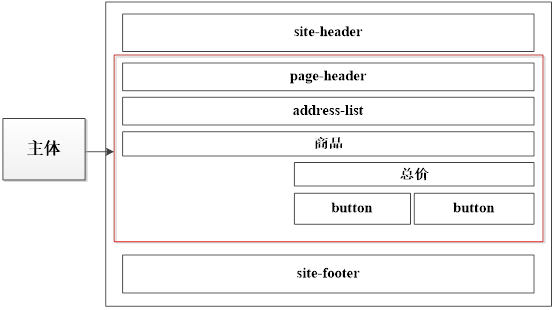 site-header
page-header
address-list
主体
商品
总价
button button
site-footer